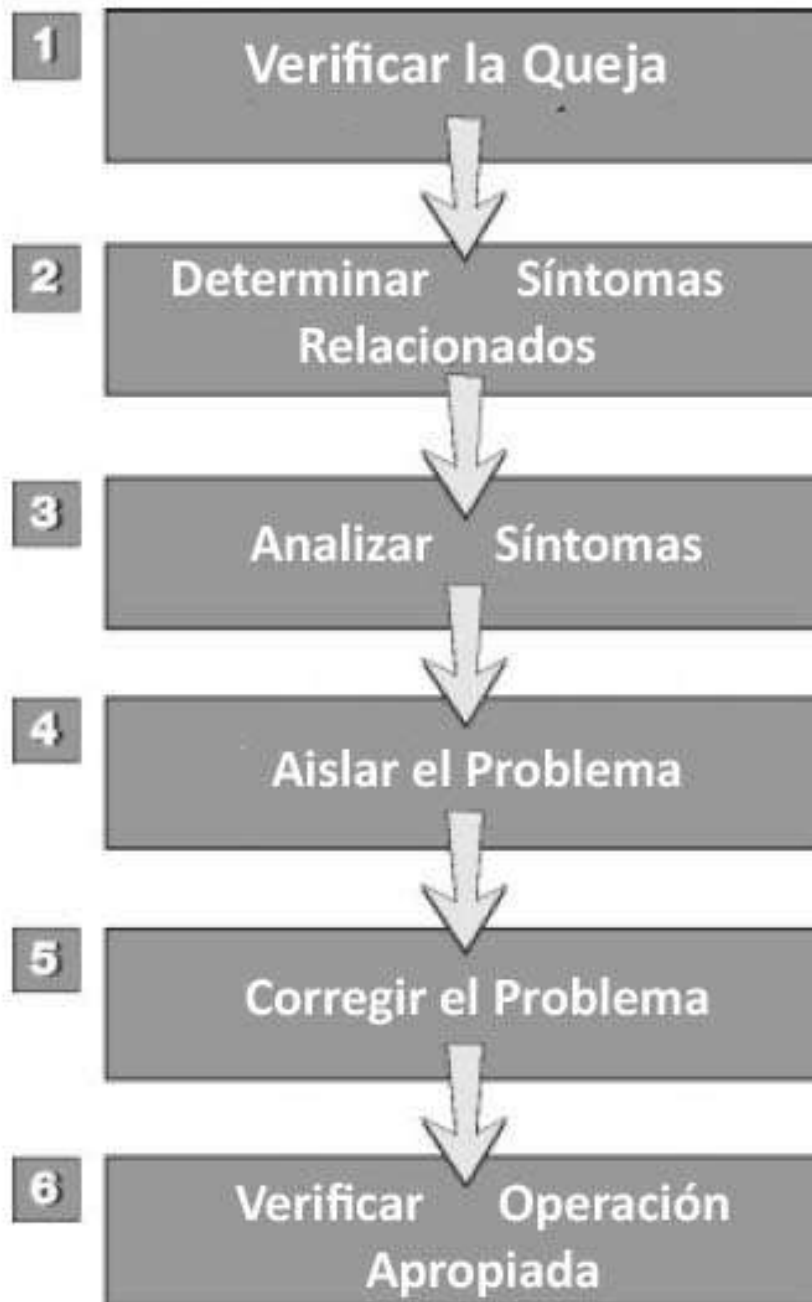 1
Verificar la Queja
2
Determinar Síntomas
Relacionados
3
Analizar Síntomas
4
Aislar el Problema
5
Corregir el Problema
6
Verificar Operación
Apropiada